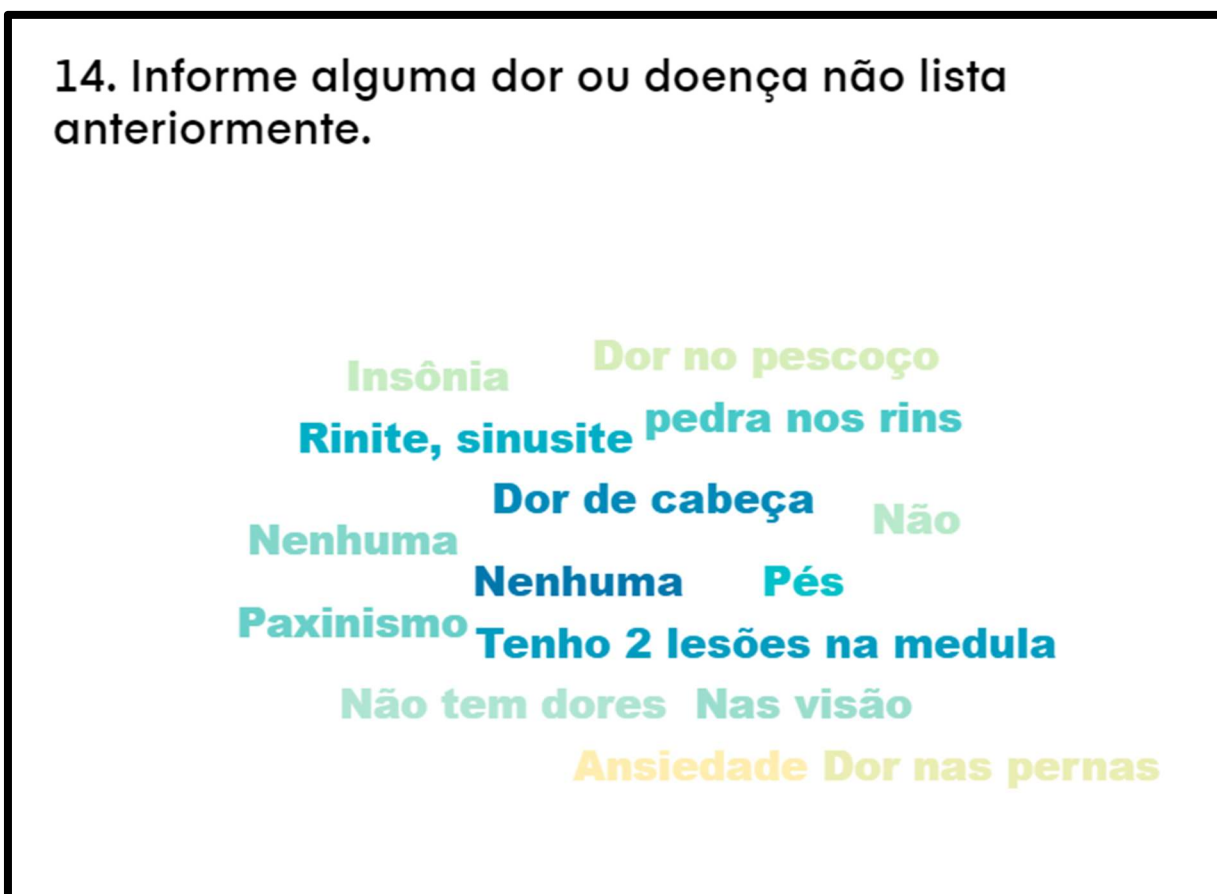 14. Informe alguma dor ou doença não lista
anteriormente.
Insônia
Dor no pescoço
Rinite, sinusite
pedra nos rins
Dor de cabeça
Não
Nenhuma
Nenhuma
Pés
Paxinismo
Tenho 2 lesões na medula
Não tem dores
Nas visão
Ansiedade
Dor nas pernas